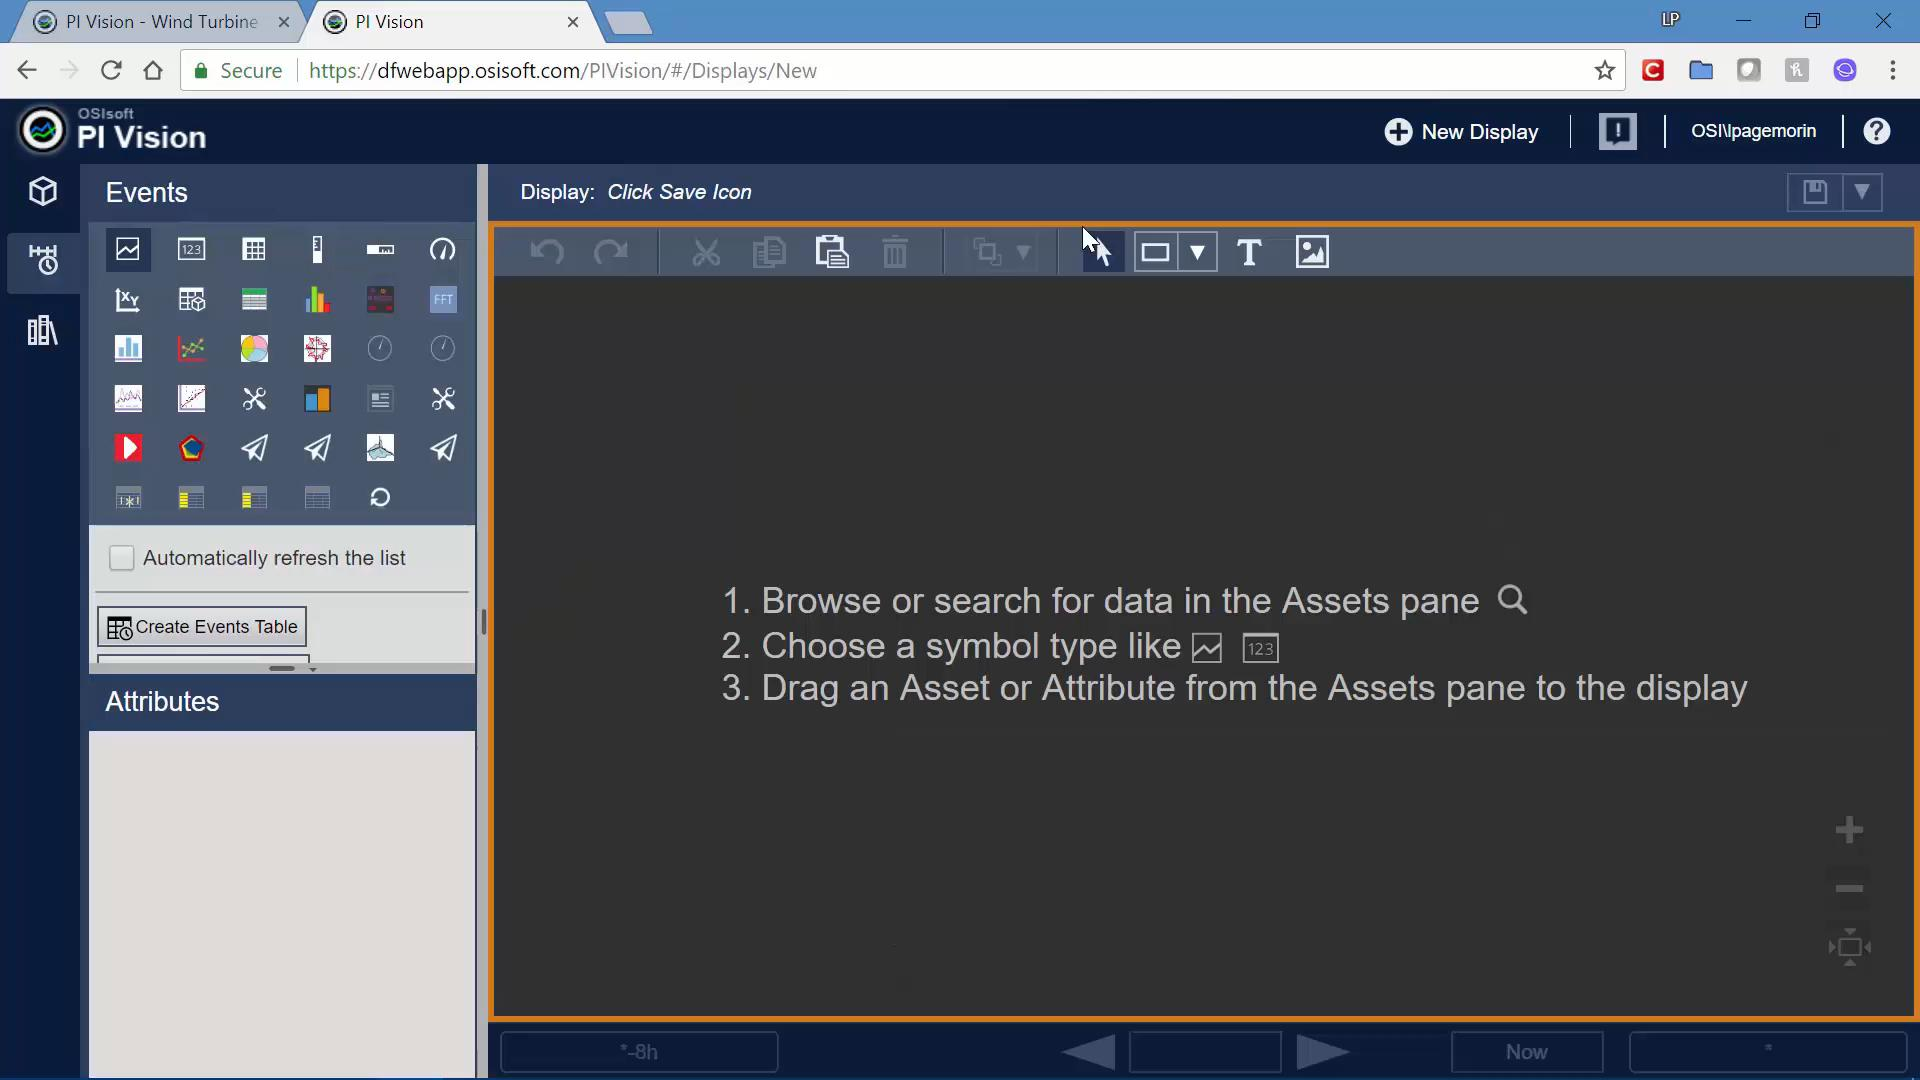 PI Vision - Wind Turbine
PI Vision
LP
Secure
https://dfwebapp.osisoft.com/PIVision/#/Displays/New
OSIsoft
PI Vision
New Display
OSI\lpagemorin
Events
Display: Click Save Icon
123
XY
FFT
T
Automatically refresh the list
Create Events Table
1. Browse or search for data in the Assets pane
2. Choose a symbol type like 123
3. Drag an Asset or Attribute from the Assets pane to the display
Attributes
*-8h
Now
*